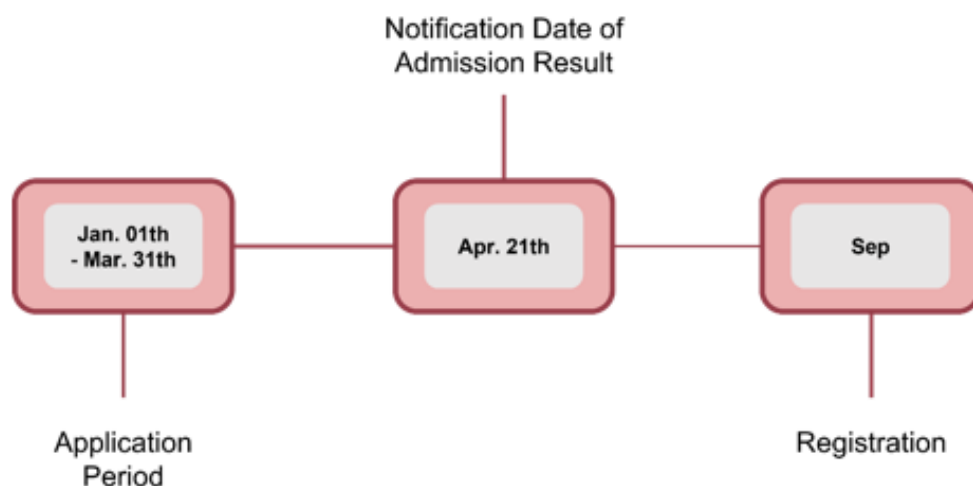 Notification Date of
Admission Result
Jan. 01th
- Mar. 31th
Apr. 21th
Sep
Application
Period
Registration